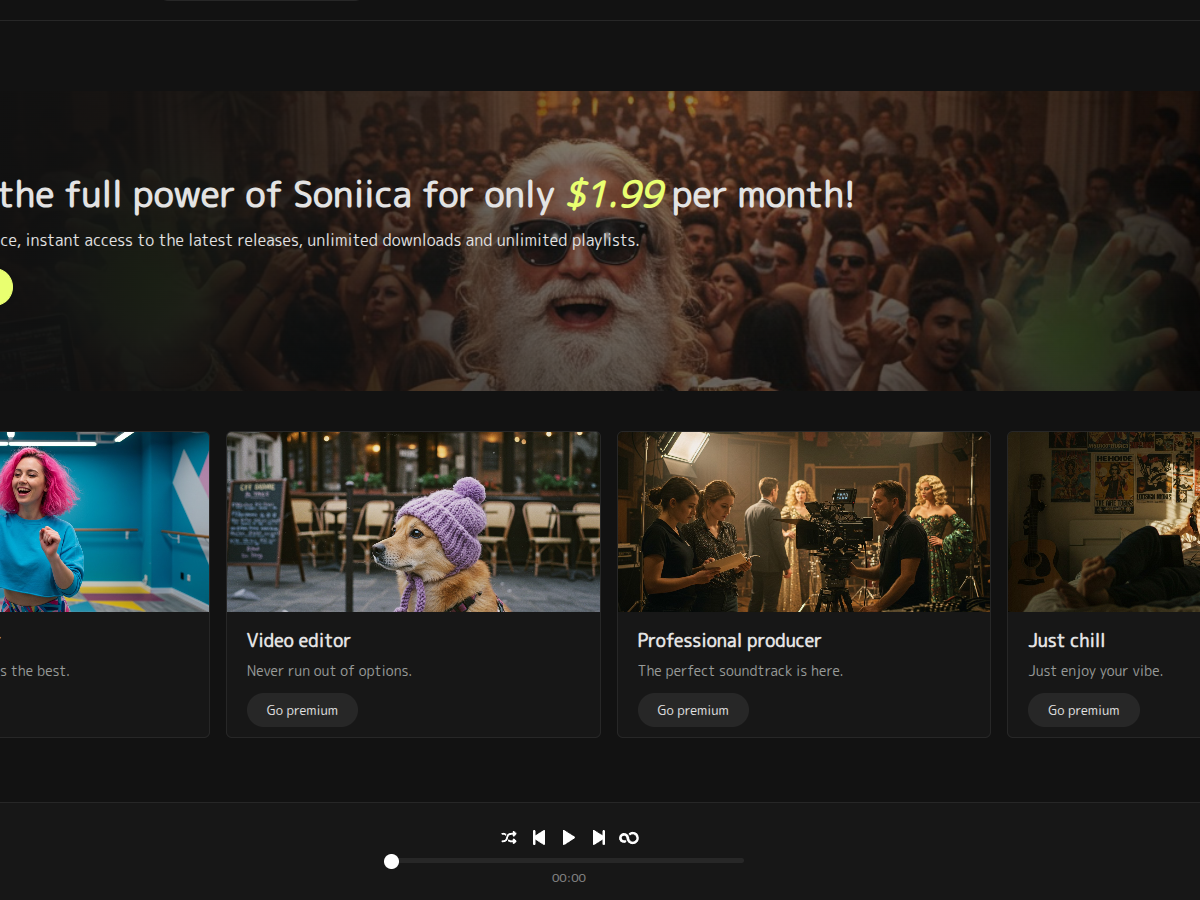 the full power of Soniica for only $1.99 per month!
ce, instant access to the latest releases, unlimited downloads and unlimited playlists.
HEHOIDE
s the best.
Video editor
Never run out of options.
Go premium
Professional producer
The perfect soundtrack is here.
Go premium
Just chill
Just enjoy your vibe.
Go premium
00:00